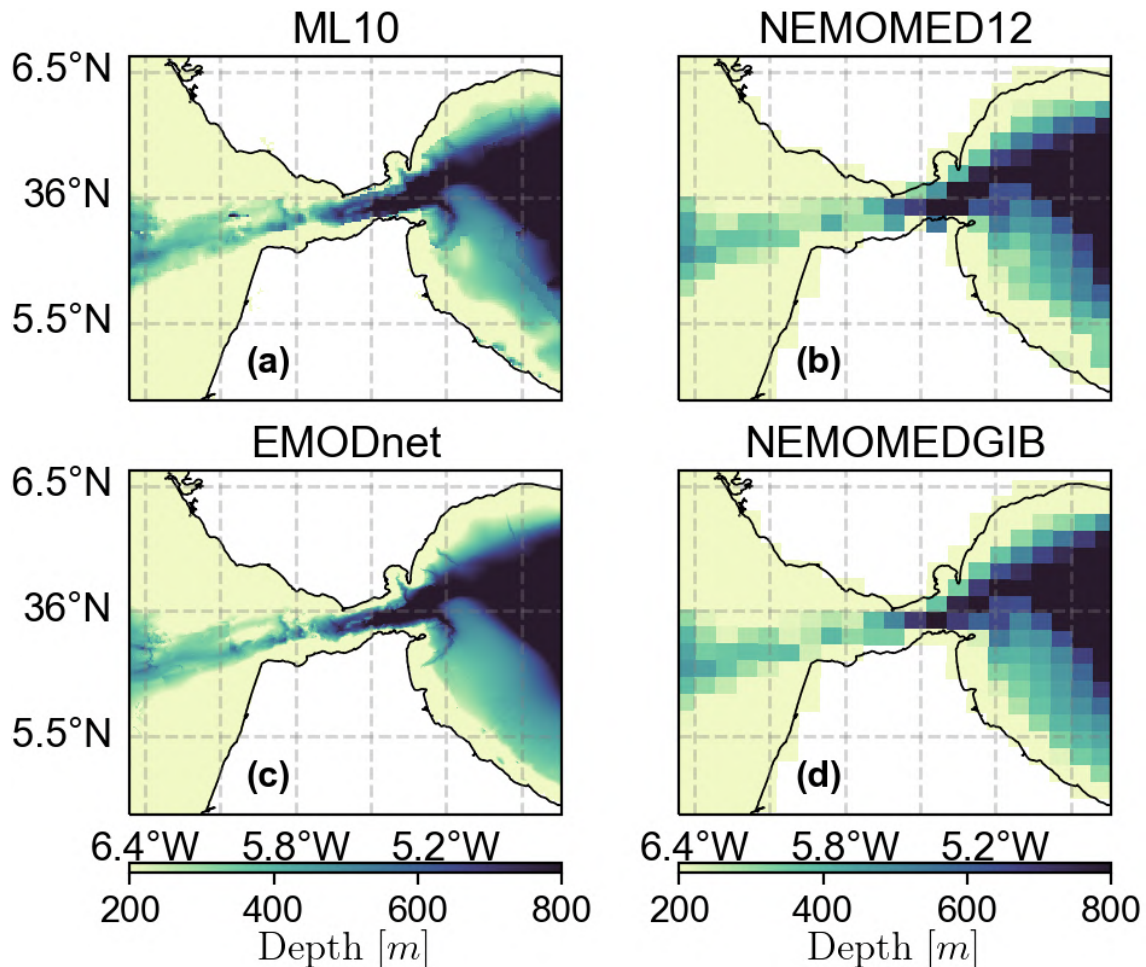 ML10 NEMOMED12
6.5°N
36°N
5.5°N
(a) (b)
EMODnet NEMOMEDGIB
6.5°N
36°N
5.5°N
(c) (d)
6.4°W 5.8°W 5.2°W 6.4°W 5.8°W 5.2°W
200 400 600 800 200 400 600 800
Depth [m] Depth [m]